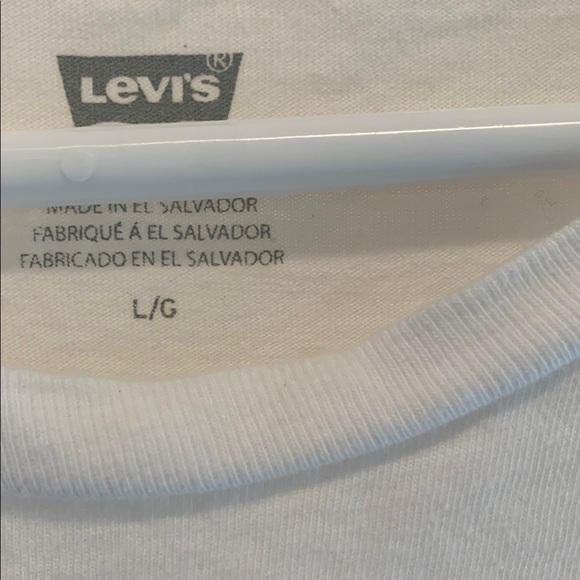 Levi's®
MADE IN EL SALVADOR
FABRIQUÉ Á EL SALVADOR
FABRICADO EN EL SALVADOR
L/G